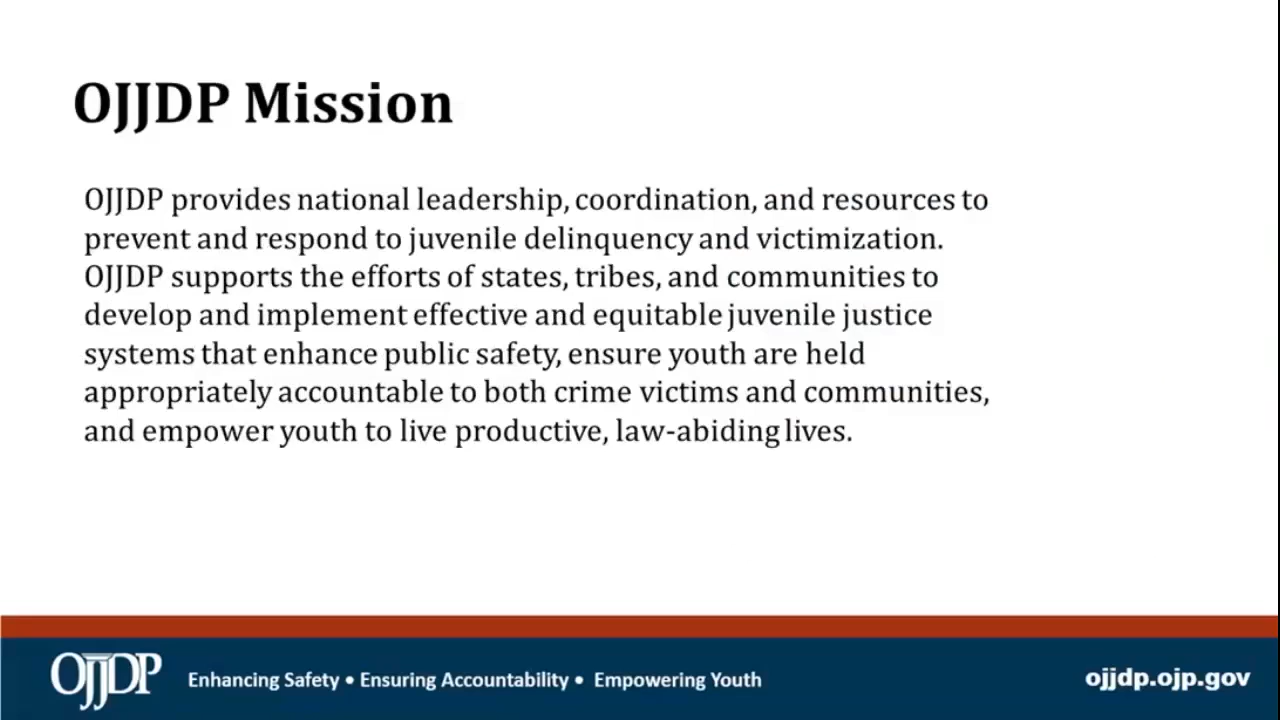 OJJDP Mission
OJJDP provides national leadership, coordination, and resources to
prevent and respond to juvenile delinquency and victimization.
OJJDP supports the efforts of states, tribes, and communities to
develop and implement effective and equitable juvenile justice
systems that enhance public safety, ensure youth are held
appropriately accountable to both crime victims and communities,
and empower youth to live productive, law-abiding lives.
OJJDP Enhancing Safety • Ensuring Accountability • Empowering Youth ojjdp.ojp.gov